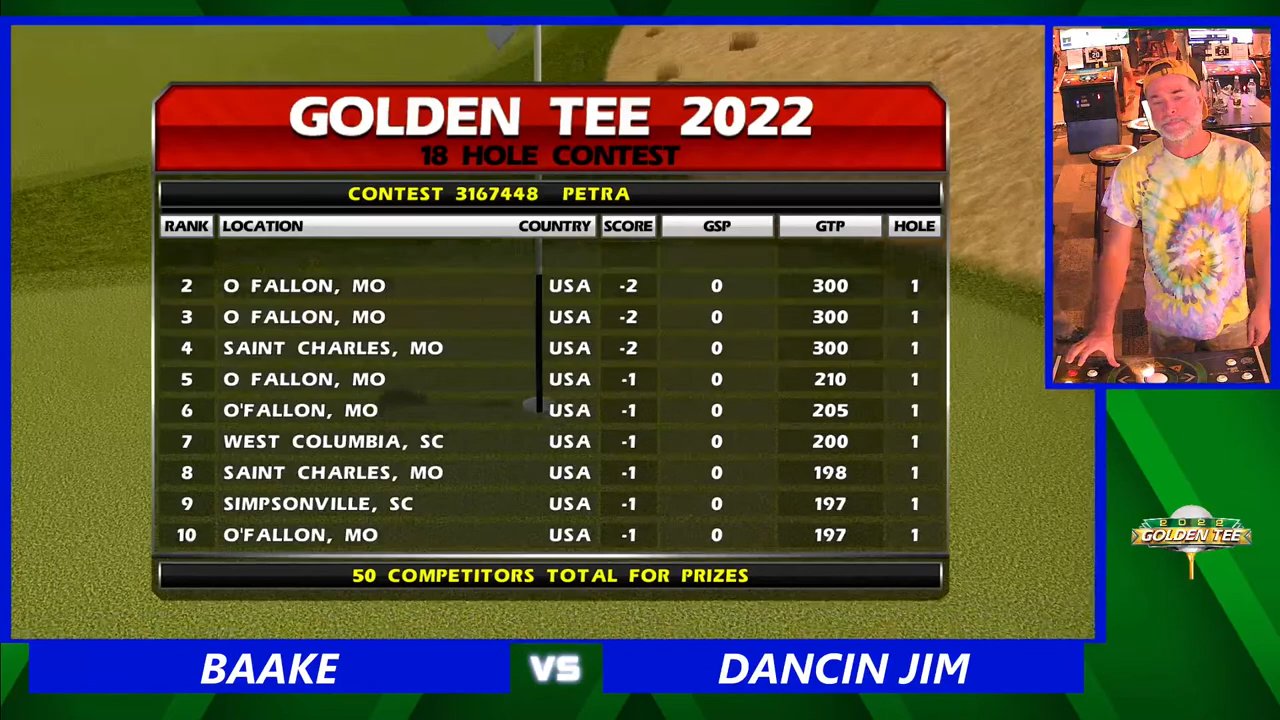 GOLDEN TEE 2022
18 HOLE CONTEST
CONTEST 3167448 PETRA
RANK LOCATION COUNTRY SCORE GSP GTP HOLE
2 O FALLON, MO USA -2 0 300 1
3 O FALLON, MO USA -2 0 300 1
4 SAINT CHARLES, MO USA -2 0 300 1
5 O FALLON, MO USA -1 0 210 1
6 O'FALLON, MO USA -1 0 205 1
7 WEST COLUMBIA, SC USA -1 0 200 1
8 SAINT CHARLES, MO USA -1 0 198 1
9 SIMPSONVILLE, SC USA -1 0 197 1
10 O'FALLON, MO USA -1 0 197 1
50 COMPETITORS TOTAL FOR PRIZES
2022
GOLDEN TEE
BAAKE VS DANCIN JIM